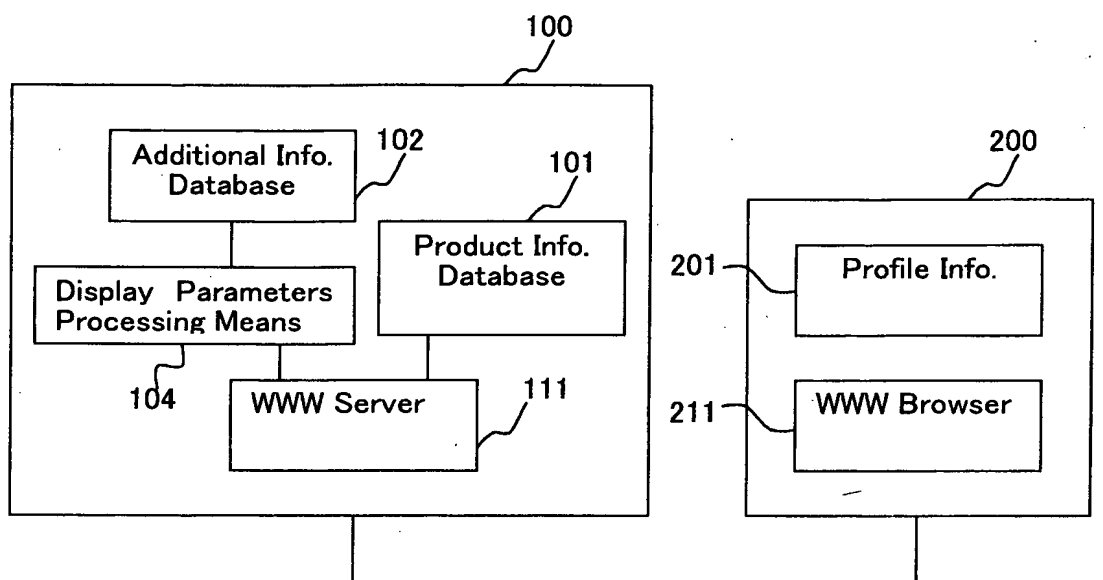 100
102
Additional Info.
Database
101
Product Info.
Database
Display Parameters
Processing Means
104
WWW Server
111
200
201
Profile Info.
211
WWW Browser